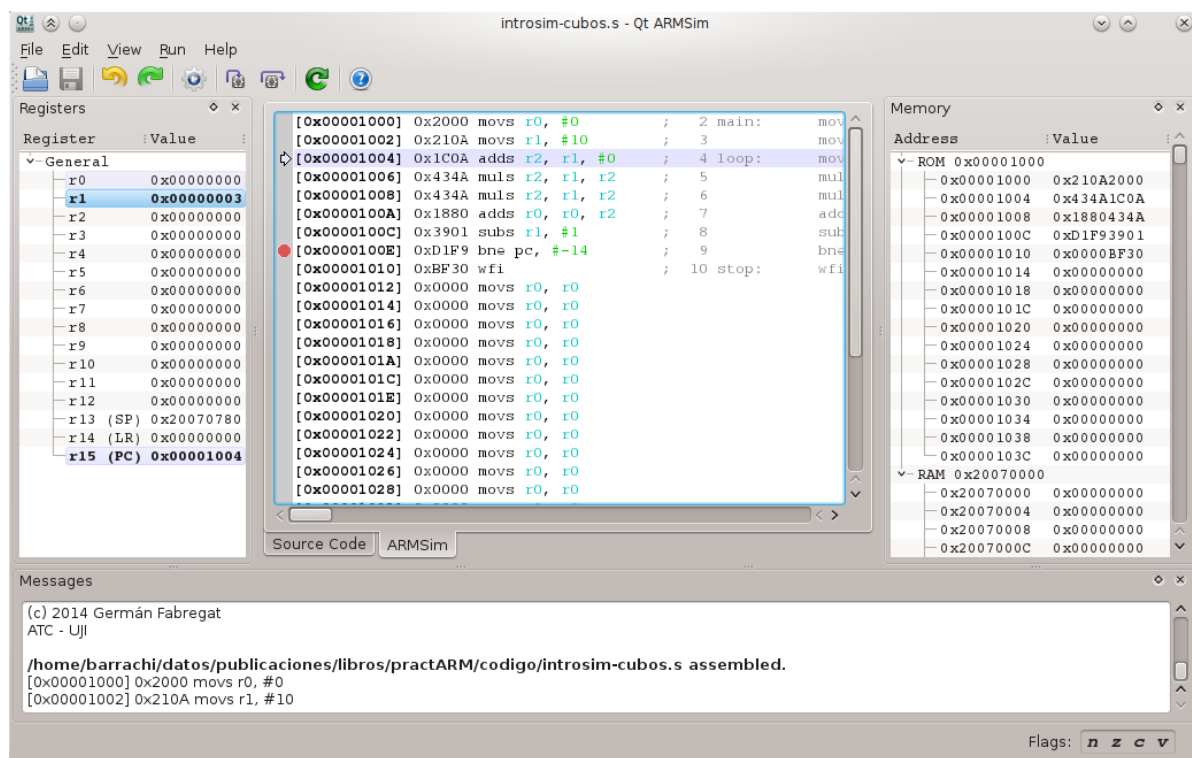 introsim-cubos.s - Qt ARMSim
File Edit View Run Help
Registers
Register Value
General
r0 0x00000000
r1 0x00000003
r2 0x00000000
r3 0x00000000
r4 0x00000000
r5 0x00000000
r6 0x00000000
r7 0x00000000
r8 0x00000000
r9 0x00000000
r10 0x00000000
r11 0x00000000
r12 0x00000000
r13 (SP) 0x20070780
r14 (LR) 0x00000000
r15 (PC) 0x00001004
[0x00001000] 0x2000 movs r0, #0 ; 2 main: mov
[0x00001002] 0x210A movs r1, #10 ; 3 mov
[0x00001004] 0x1C0A adds r2, r1, #0 ; 4 loop: mov
[0x00001006] 0x434A muls r2, r1, r2 ; 5 mul
[0x00001008] 0x434A muls r2, r1, r2 ; 6 mul
[0x0000100A] 0x1880 adds r0, r0, r2 ; 7 add
[0x0000100C] 0x3901 subs r1, #1 ; 8 sub
[0x0000100E] 0xD1F9 bne pc, #-14 ; 9 bne
[0x00001010] 0xBF30 wfi ; 10 stop: wfi
[0x00001012] 0x0000 movs r0, r0
[0x00001014] 0x0000 movs r0, r0
[0x00001016] 0x0000 movs r0, r0
[0x00001018] 0x0000 movs r0, r0
[0x0000101A] 0x0000 movs r0, r0
[0x0000101C] 0x0000 movs r0, r0
[0x0000101E] 0x0000 movs r0, r0
[0x00001020] 0x0000 movs r0, r0
[0x00001022] 0x0000 movs r0, r0
[0x00001024] 0x0000 movs r0, r0
[0x00001026] 0x0000 movs r0, r0
[0x00001028] 0x0000 movs r0, r0
Source Code ARMSim
Memory
Address Value
ROM 0x00001000
0x00001000 0x210A2000
0x00001004 0x434A1C0A
0x00001008 0x1880434A
0x0000100C 0xD1F93901
0x00001010 0x0000BF30
0x00001014 0x00000000
0x00001018 0x00000000
0x0000101C 0x00000000
0x00001020 0x00000000
0x00001024 0x00000000
0x00001028 0x00000000
0x0000102C 0x00000000
0x00001030 0x00000000
0x00001034 0x00000000
0x00001038 0x00000000
0x0000103C 0x00000000
RAM 0x20070000
0x20070000 0x00000000
0x20070004 0x00000000
0x20070008 0x00000000
0x2007000C 0x00000000
Messages
(c) 2014 Germán Fabregat
ATC - UJI
/home/barrachi/datos/publicaciones/libros/practARM/codigo/introsim-cubos.s assembled.
[0x00001000] 0x2000 movs r0, #0
[0x00001002] 0x210A movs r1, #10
Flags: n z c v